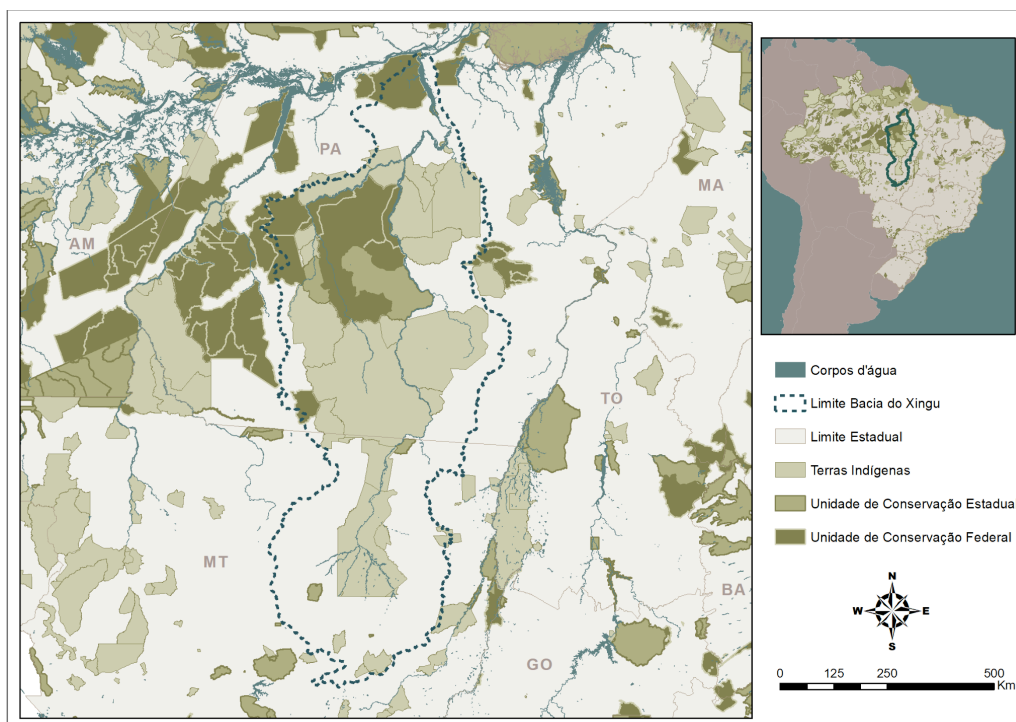 PA
MA
AM
TO
MT
BA
GO
Corpos d'água
Limite Bacia do Xingu
Limite Estadual
Terras Indígenas
Unidade de Conservação Estadual
Unidade de Conservação Federal
N
W E
S
0 125 250 500
Km